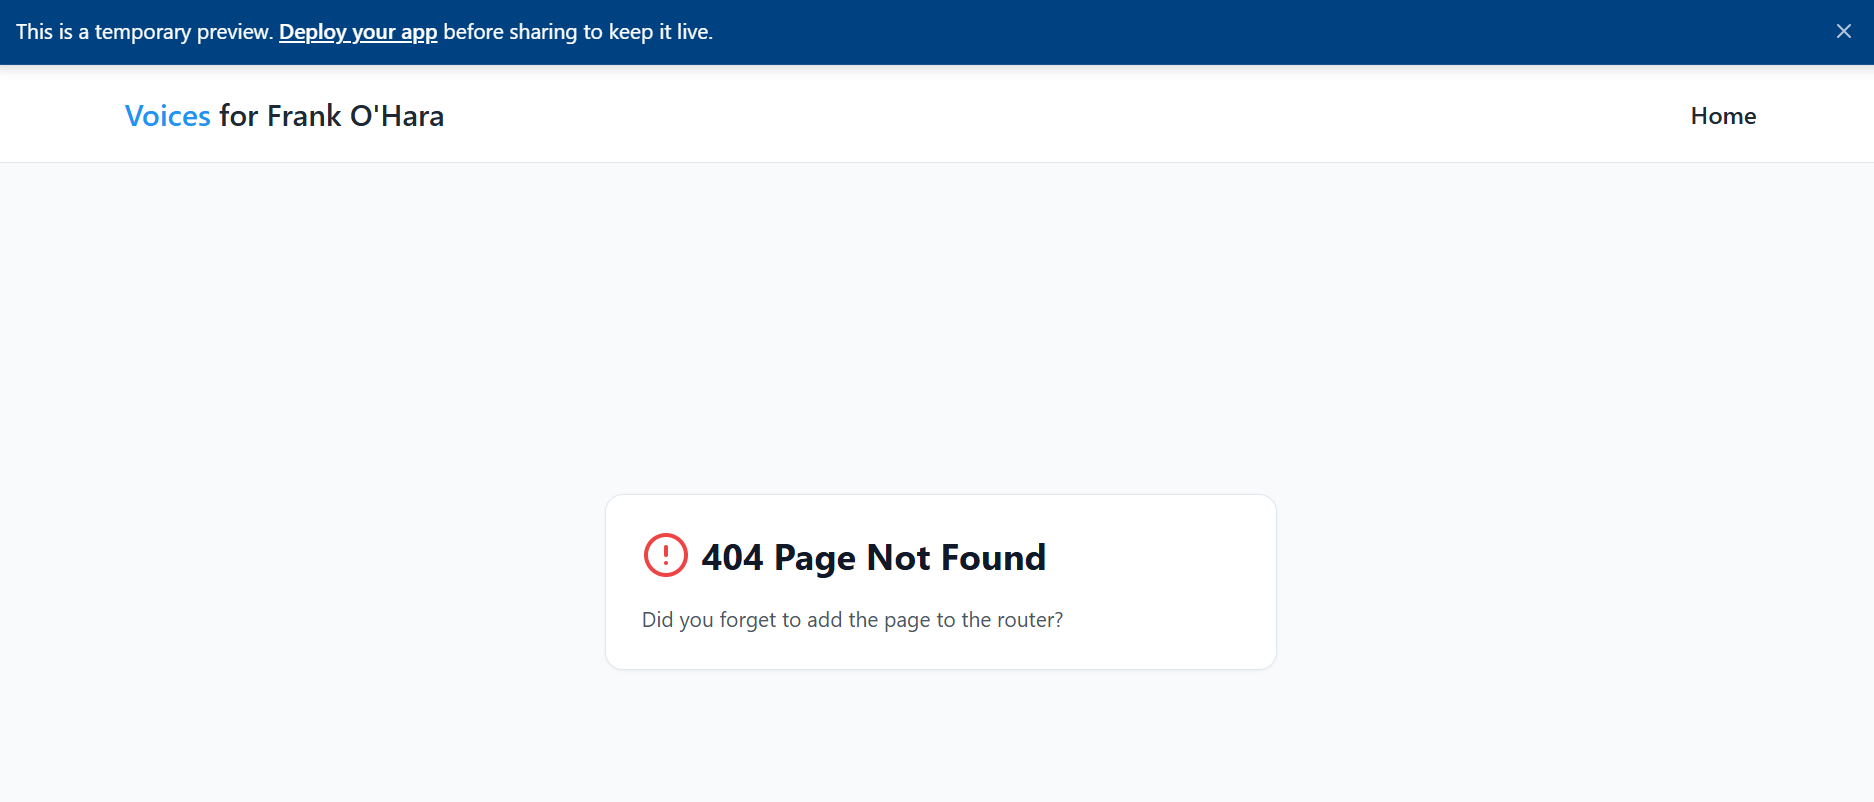 This is a temporary preview. Deploy your app before sharing to keep it live.
Voices for Frank O'Hara
Home
404 Page Not Found
Did you forget to add the page to the router?